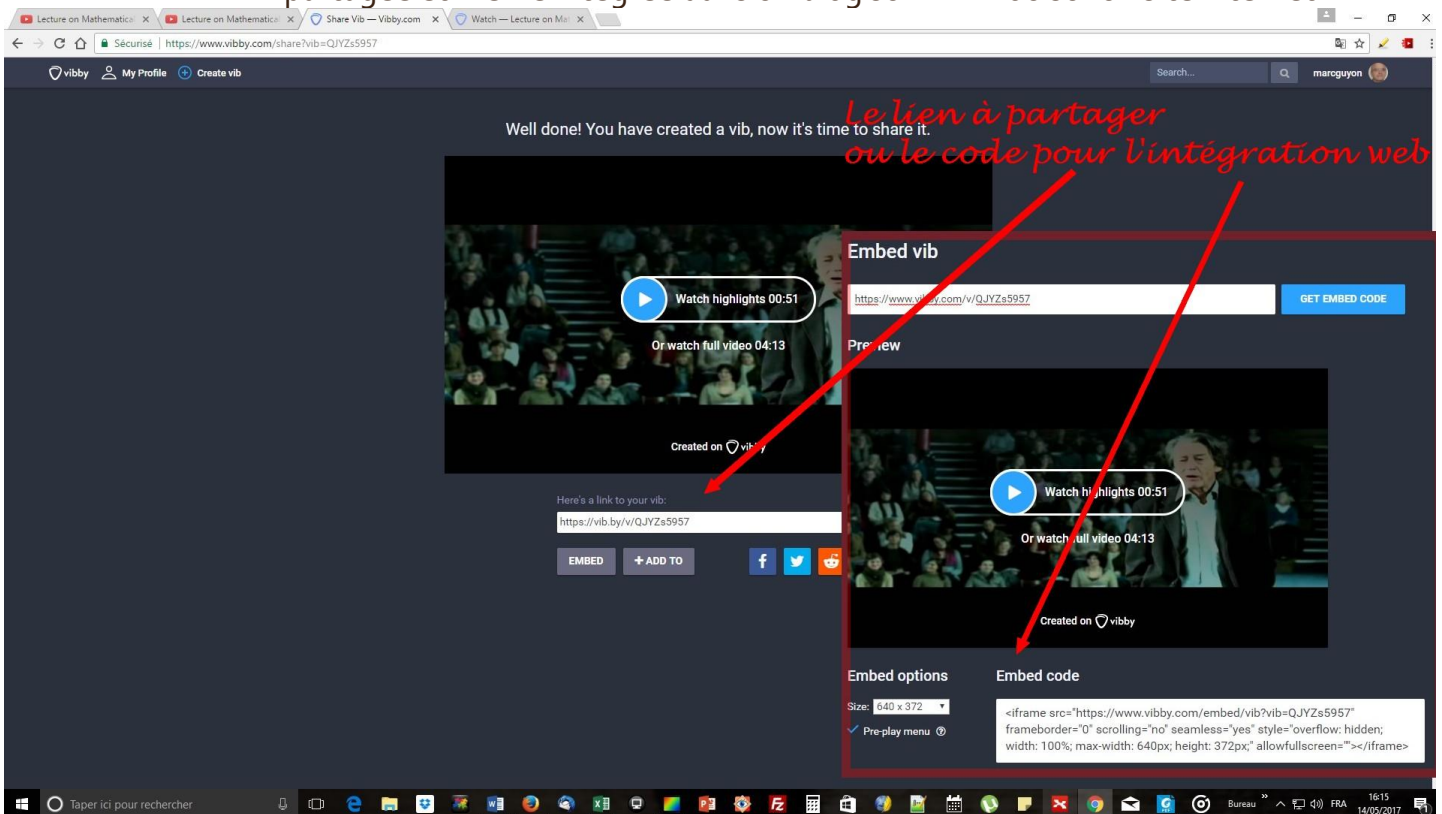 Lecture on Mathematica
Lecture on Mathematica
Share Vib — Vibby.com
Watch — Lecture on Mat
Sécurisé | https://www.vibby.com/share?vib=QJYZs5957
vibby My Profile Create vib
Search...
marcguyon
Le lien à partager
ou le code pour l'intégration web
Well done! You have created a vib, now it's time to share it.
Watch highlights 00:51
Or watch full video 04:13
Created on vibby
Here's a link to your vib:
https://vib.by/v/QJYZs5957
EMBED + ADD TO
Embed vib
https://www.vibby.com/v/QJYZs5957
GET EMBED CODE
Preview
Watch highlights 00:51
Or watch full video 04:13
Created on vibby
Embed options
Size: 640 x 372
Pre-play menu
Embed code
<iframe src="https://www.vibby.com/embed/vib?vib=QJYZs5957"
frameborder="0" scrolling="no" seamless="yes" style="overflow: hidden;
width: 100%; max-width: 640px; height: 372px;" allowfullscreen=""></iframe>
Taper ici pour rechercher
Bureau
FRA
16:15
14/05/2017